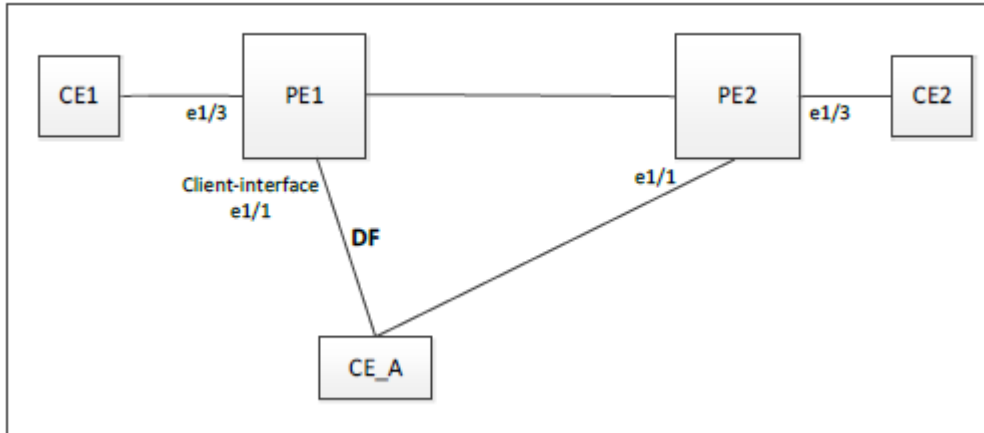 CE1
PE1
PE2
CE2
e1/3
e1/3
Client-interface
e1/1
e1/1
DF
CE_A